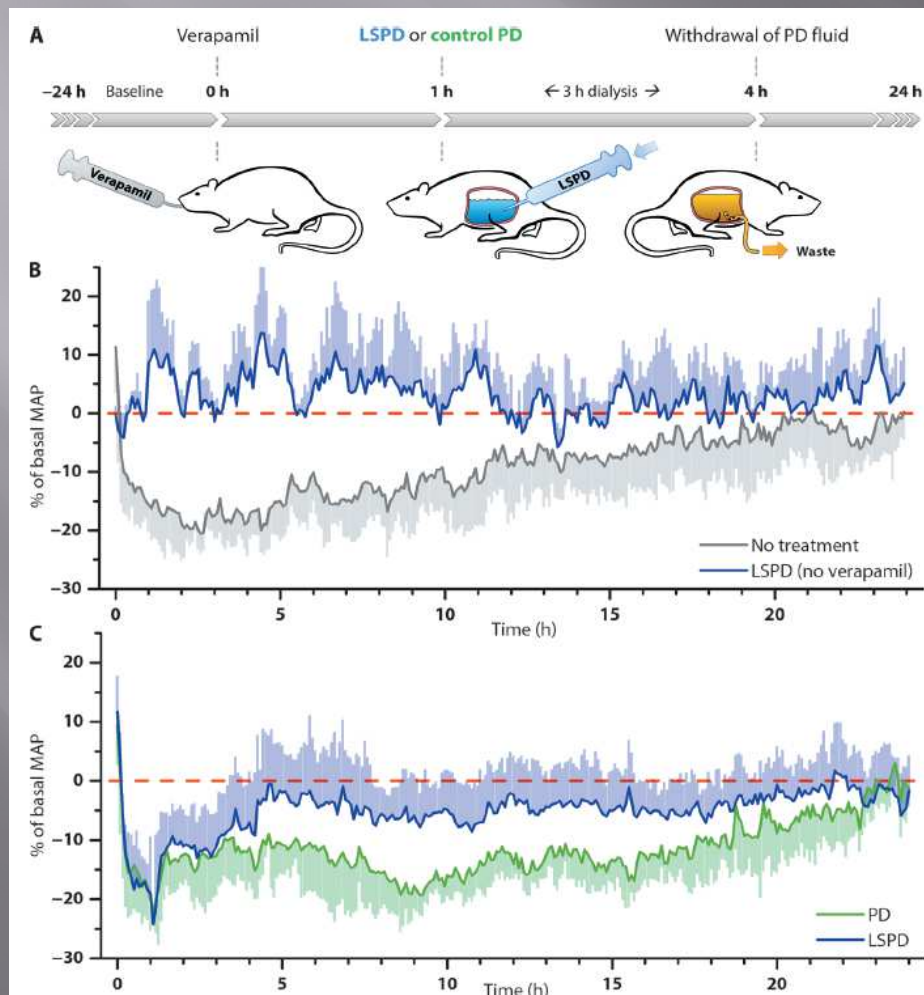 A
Verapamil
LSPD or control PD
Withdrawal of PD fluid
−24 h Baseline 0 h 1 h ← 3 h dialysis → 4 h 24 h
Verapamil
LSPD
Waste
B
% of basal MAP
20
10
0
−10
−20
−30
No treatment
LSPD (no verapamil)
0 5 10 15 20
Time (h)
C
% of basal MAP
20
10
0
−10
−20
−30
PD
LSPD
0 5 10 15 20
Time (h)